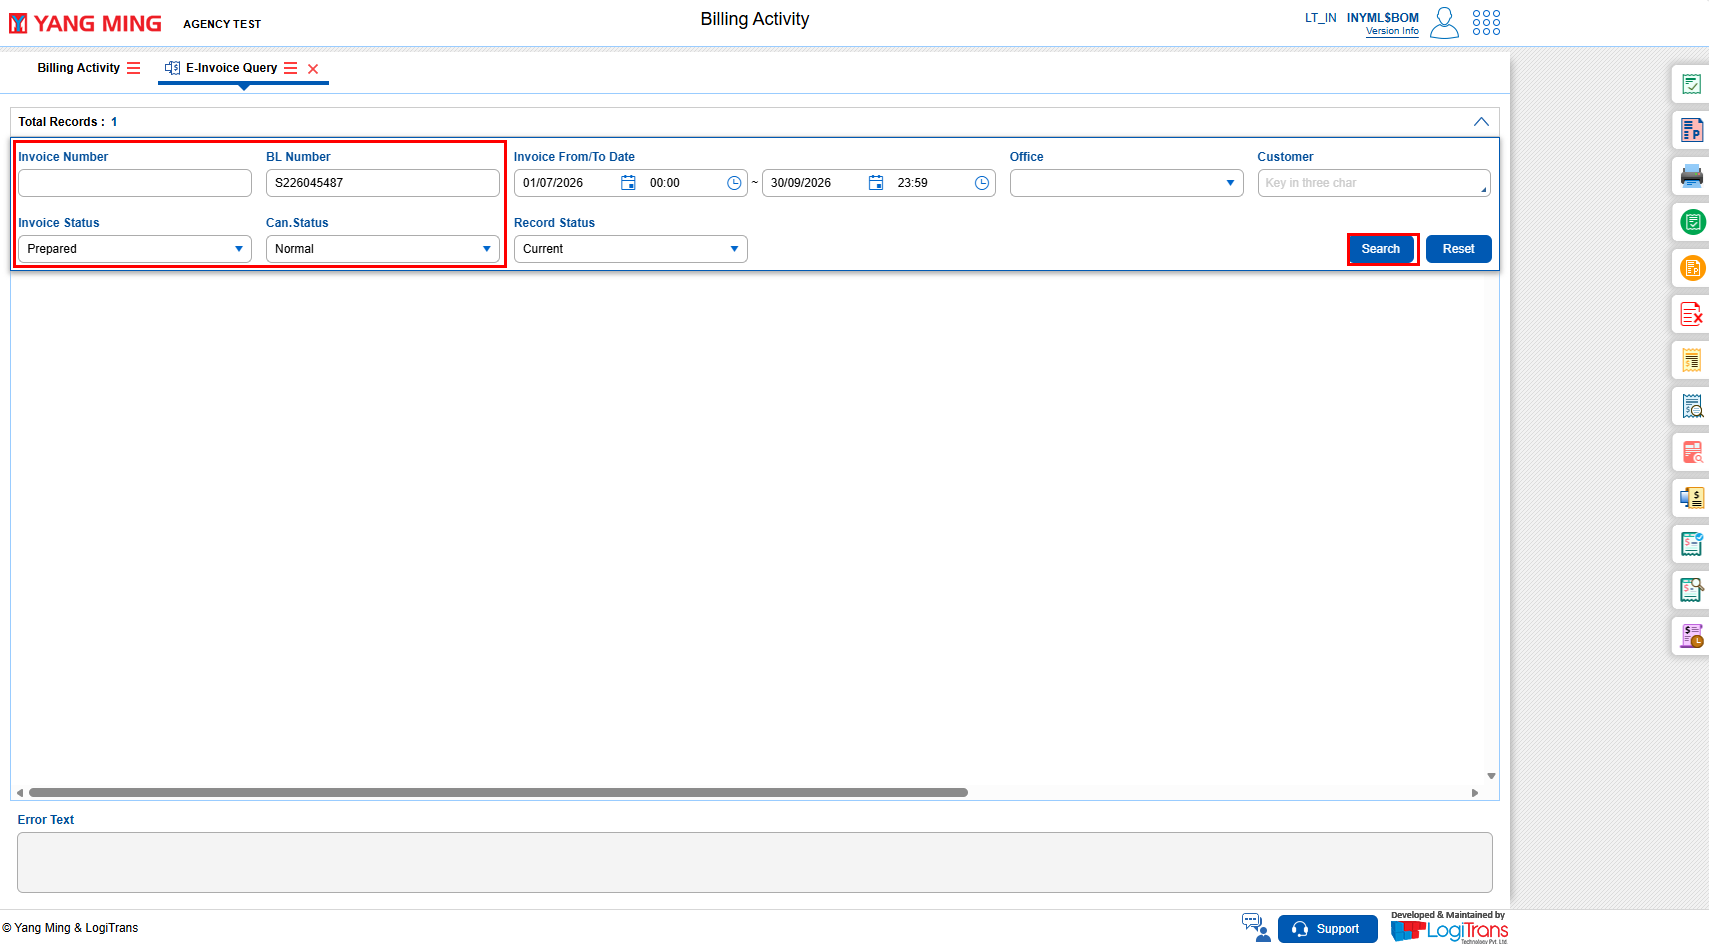 YANG MING AGENCY TEST Billing Activity LT_IN INYML$BOM
Version Info
Billing Activity E-Invoice Query
Total Records : 1
Invoice Number BL Number Invoice From/To Date Office Customer
S226045487 01/07/2026 00:00 ~ 30/09/2026 23:59 Key in three char
Invoice Status Can.Status Record Status
Prepared Normal Current Search Reset
Error Text
© Yang Ming & LogiTrans Support
Developed & Maintained by
LogiTrans
Technology Pvt. Ltd.